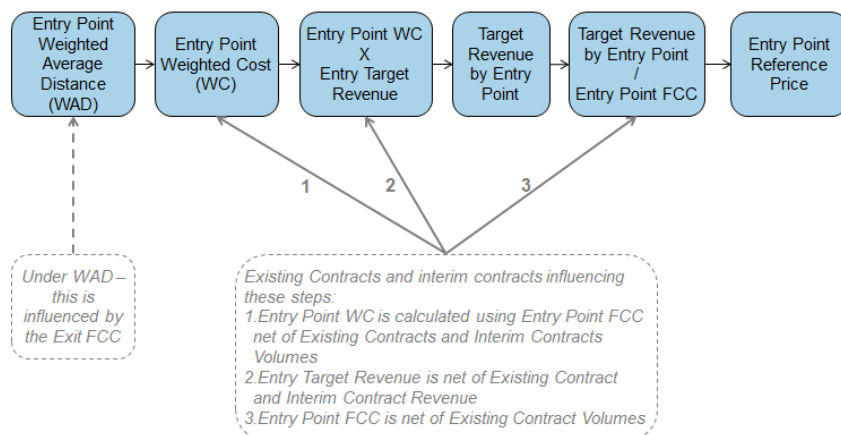 Entry Point
Weighted
Average
Distance
(WAD)
Entry Point
Weighted Cost
(WC)
Entry Point WC
X
Entry Target
Revenue
Target
Revenue
by Entry
Point
Target Revenue
by Entry Point
/
Entry Point FCC
Entry Point
Reference
Price
1
2
3
Under WAD –
this is
influenced by
the Exit FCC
Existing Contracts and interim contracts influencing
these steps:
1.Entry Point WC is calculated using Entry Point FCC
net of Existing Contracts and Interim Contracts
Volumes
2.Entry Target Revenue is net of Existing Contract
and Interim Contract Revenue
3.Entry Point FCC is net of Existing Contract Volumes